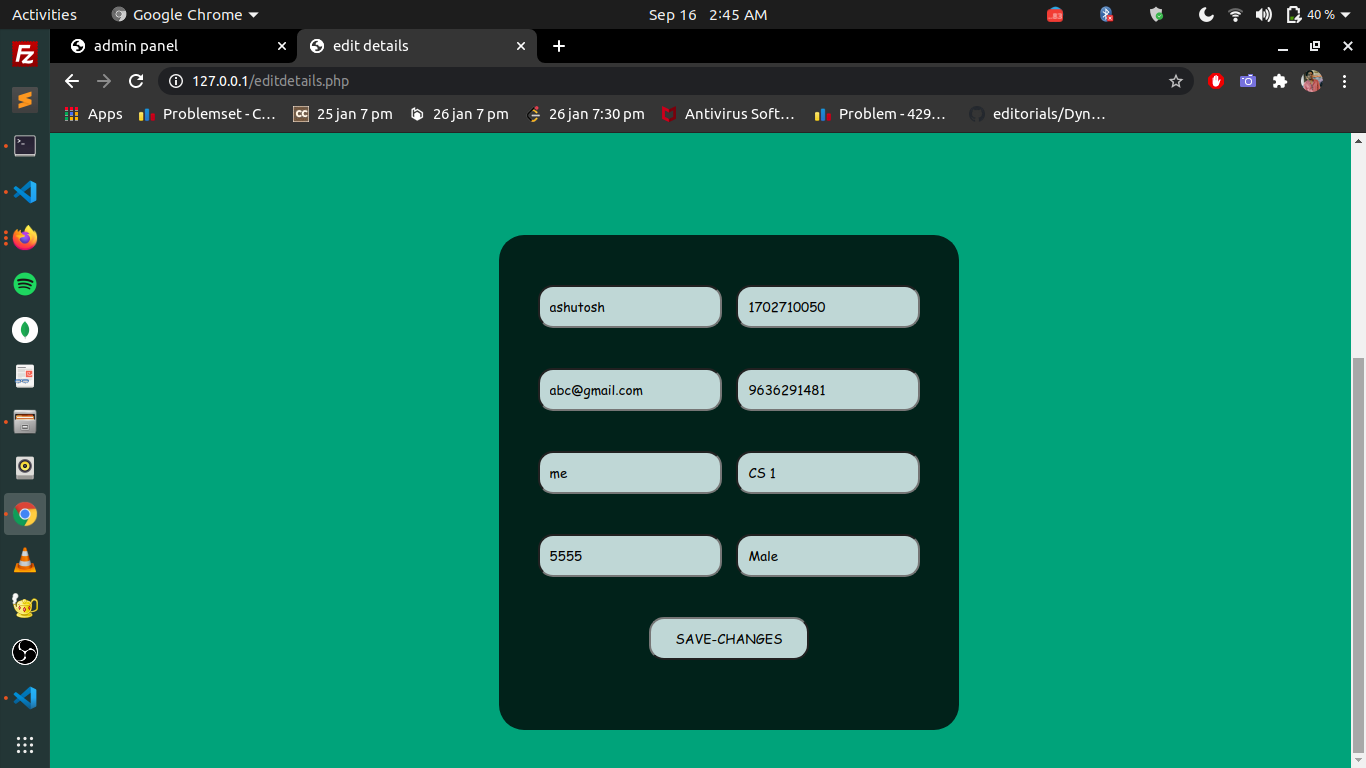 Activities Google Chrome Sep 16 2:45 AM 40 %
admin panel edit details
127.0.0.1/editdetails.php
Apps Problemset - C... CC 25 jan 7 pm 26 jan 7 pm 26 jan 7:30 pm Antivirus Soft... Problem - 429... editorials/Dyn...
Fz
ashutosh 1702710050
abc@gmail.com 9636291481
me CS 1
5555 Male
SAVE-CHANGES